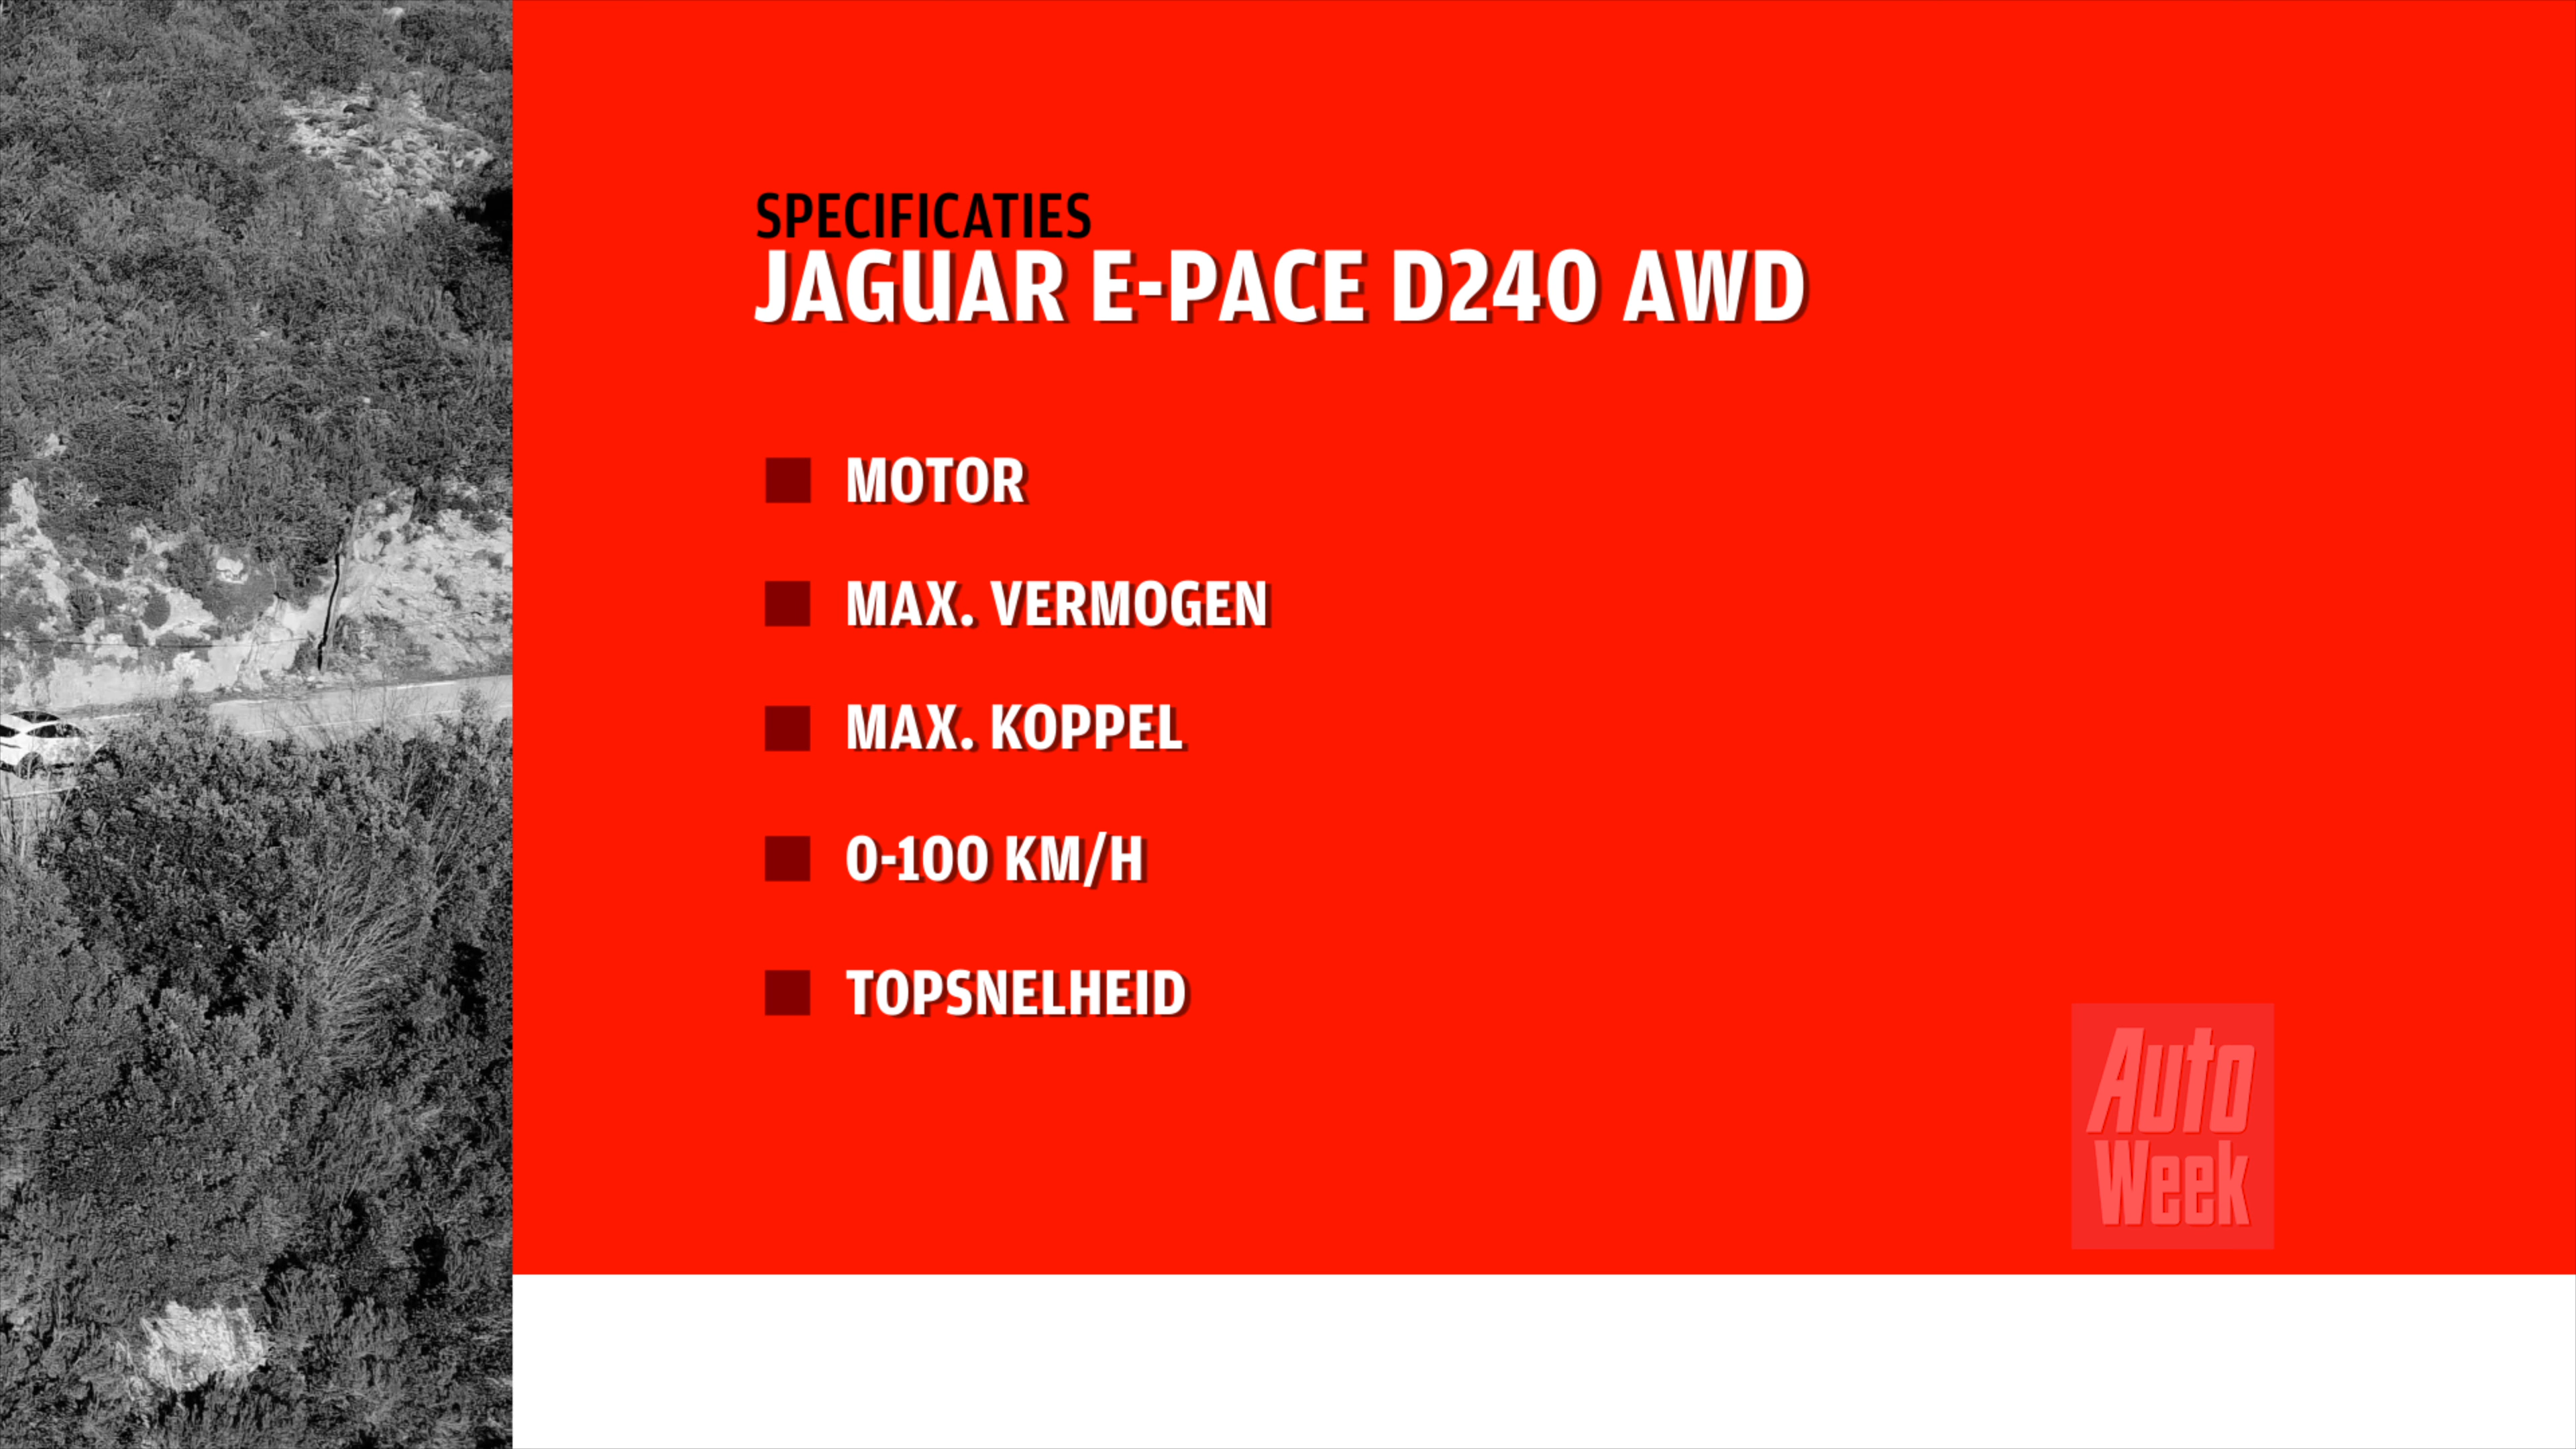 SPECIFICATIES
JAGUAR E-PACE D240 AWD
MOTOR
MAX. VERMOGEN
MAX. KOPPEL
0-100 KM/H
TOPSNELHEID
Auto
Week